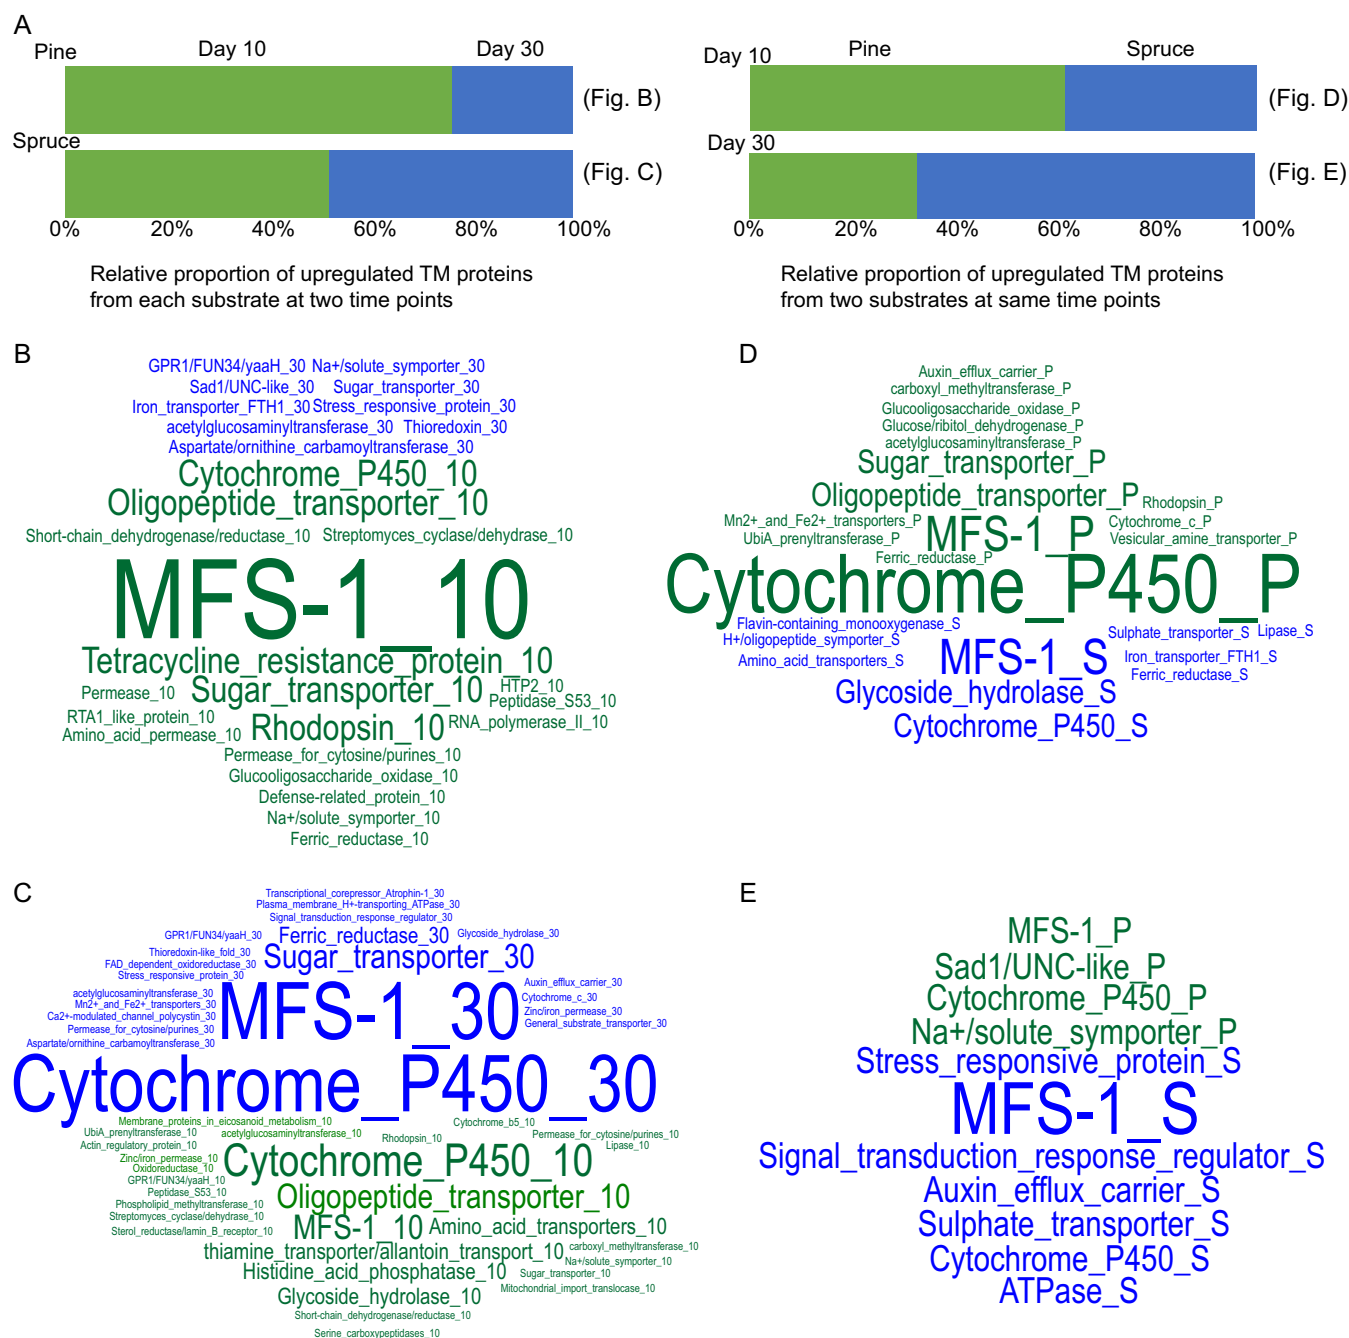 A
Pine
Day 10
Day 30
(Fig. B)
Spruce
(Fig. C)
0%
20%
40%
60%
80%
100%
Relative proportion of upregulated TM proteins
from each substrate at two time points
Day 10
Pine
Spruce
(Fig. D)
Day 30
(Fig. E)
0%
20%
40%
60%
80%
100%
Relative proportion of upregulated TM proteins
from two substrates at same time points
B
GPR1/FUN34/yaaH_30 Na+/solute_symporter_30
Sad1/UNC-like_30 Sugar_transporter_30
Iron_transporter_FTH1_30 Stress_responsive_protein_30
acetylglucosaminyltransferase_30 Thioredoxin_30
Aspartate/ornithine_carbamoyltransferase_30
Cytochrome_P450_10
Oligopeptide_transporter_10
Short-chain_dehydrogenase/reductase_10 Streptomyces_cyclase/dehydrase_10
MFS-1_10
Tetracycline_resistance_protein_10
Permease_10
Sugar_transporter_10
HTP2_10
Peptidase_S53_10
RTA1_like_protein_10
Amino_acid_permease_10
Rhodopsin_10
RNA_polymerase_II_10
Permease_for_cytosine/purines_10
Glucooligosaccharide_oxidase_10
Defense-related_protein_10
Na+/solute_symporter_10
Ferric_reductase_10
D
Auxin_efflux_carrier_P
carboxyl_methyltransferase_P
Glucooligosaccharide_oxidase_P
Glucose/ribitol_dehydrogenase_P
acetylglucosaminyltransferase_P
Sugar_transporter_P
Oligopeptide_transporter_P
Rhodopsin_P
Mn2+_and_Fe2+_transporters_P
UbiA_prenyltransferase_P
MFS-1_P
Cytochrome_c_P
Vesicular_amine_transporter_P
Ferric_reductase_P
Cytochrome_P450_P
Flavin-containing_monooxygenase_S
H+/oligopeptide_symporter_S
Amino_acid_transporters_S
MFS-1_S
Sulphate_transporter_S
Lipase_S
Iron_transporter_FTH1_S
Ferric_reductase_S
Glycoside_hydrolase_S
Cytochrome_P450_S
C
Transcriptional_corepressor_Atrophin-1_30
Plasma_membrane_H+-transporting_ATPase_30
Signal_transduction_response_regulator_30
GPR1/FUN34/yaaH_30
Ferric_reductase_30
Glycoside_hydrolase_30
Thioredoxin-like_fold_30
FAD_dependent_oxidoreductase_30
Stress_responsive_protein_30
Sugar_transporter_30
acetylglucosaminyltransferase_30
Mn2+_and_Fe2+_transporters_30
Ca2+-modulated_channel_polycystin_30
Permease_for_cytosine/purines_30
Aspartate/ornithine_carbamoyltransferase_30
MFS-1_30
Auxin_efflux_carrier_30
Cytochrome_c_30
Zinc/iron_permease_30
General_substrate_transporter_30
Cytochrome_P450_30
Membrane_proteins_in_eicosanoid_metabolism_10
Cytochrome_b5_10
UbiA_prenyltransferase_10
acetylglucosaminyltransferase_10
Rhodopsin_10
Permease_for_cytosine/purines_10
Actin_regulatory_protein_10
Lipase_10
Zinc/iron_permease_10
Oxidoreductase_10
Cytochrome_P450_10
GPR1/FUN34/yaaH_10
Peptidase_S53_10
Oligopeptide_transporter_10
Phospholipid_methyltransferase_10
Streptomyces_cyclase/dehydrase_10
Sterol_reductase/lamin_B_receptor_10
MFS-1_10
Amino_acid_transporters_10
thiamine_transporter/allantoin_transport_10
carboxyl_methyltransferase_10
Na+/solute_symporter_10
Histidine_acid_phosphatase_10
Sugar_transporter_10
Glycoside_hydrolase_10
Mitochondrial_import_translocase_10
Short-chain_dehydrogenase/reductase_10
Serine_carboxypeptidases_10
E
MFS-1_P
Sad1/UNC-like_P
Cytochrome_P450_P
Na+/solute_symporter_P
Stress_responsive_protein_S
MFS-1_S
Signal_transduction_response_regulator_S
Auxin_efflux_carrier_S
Sulphate_transporter_S
Cytochrome_P450_S
ATPase_S